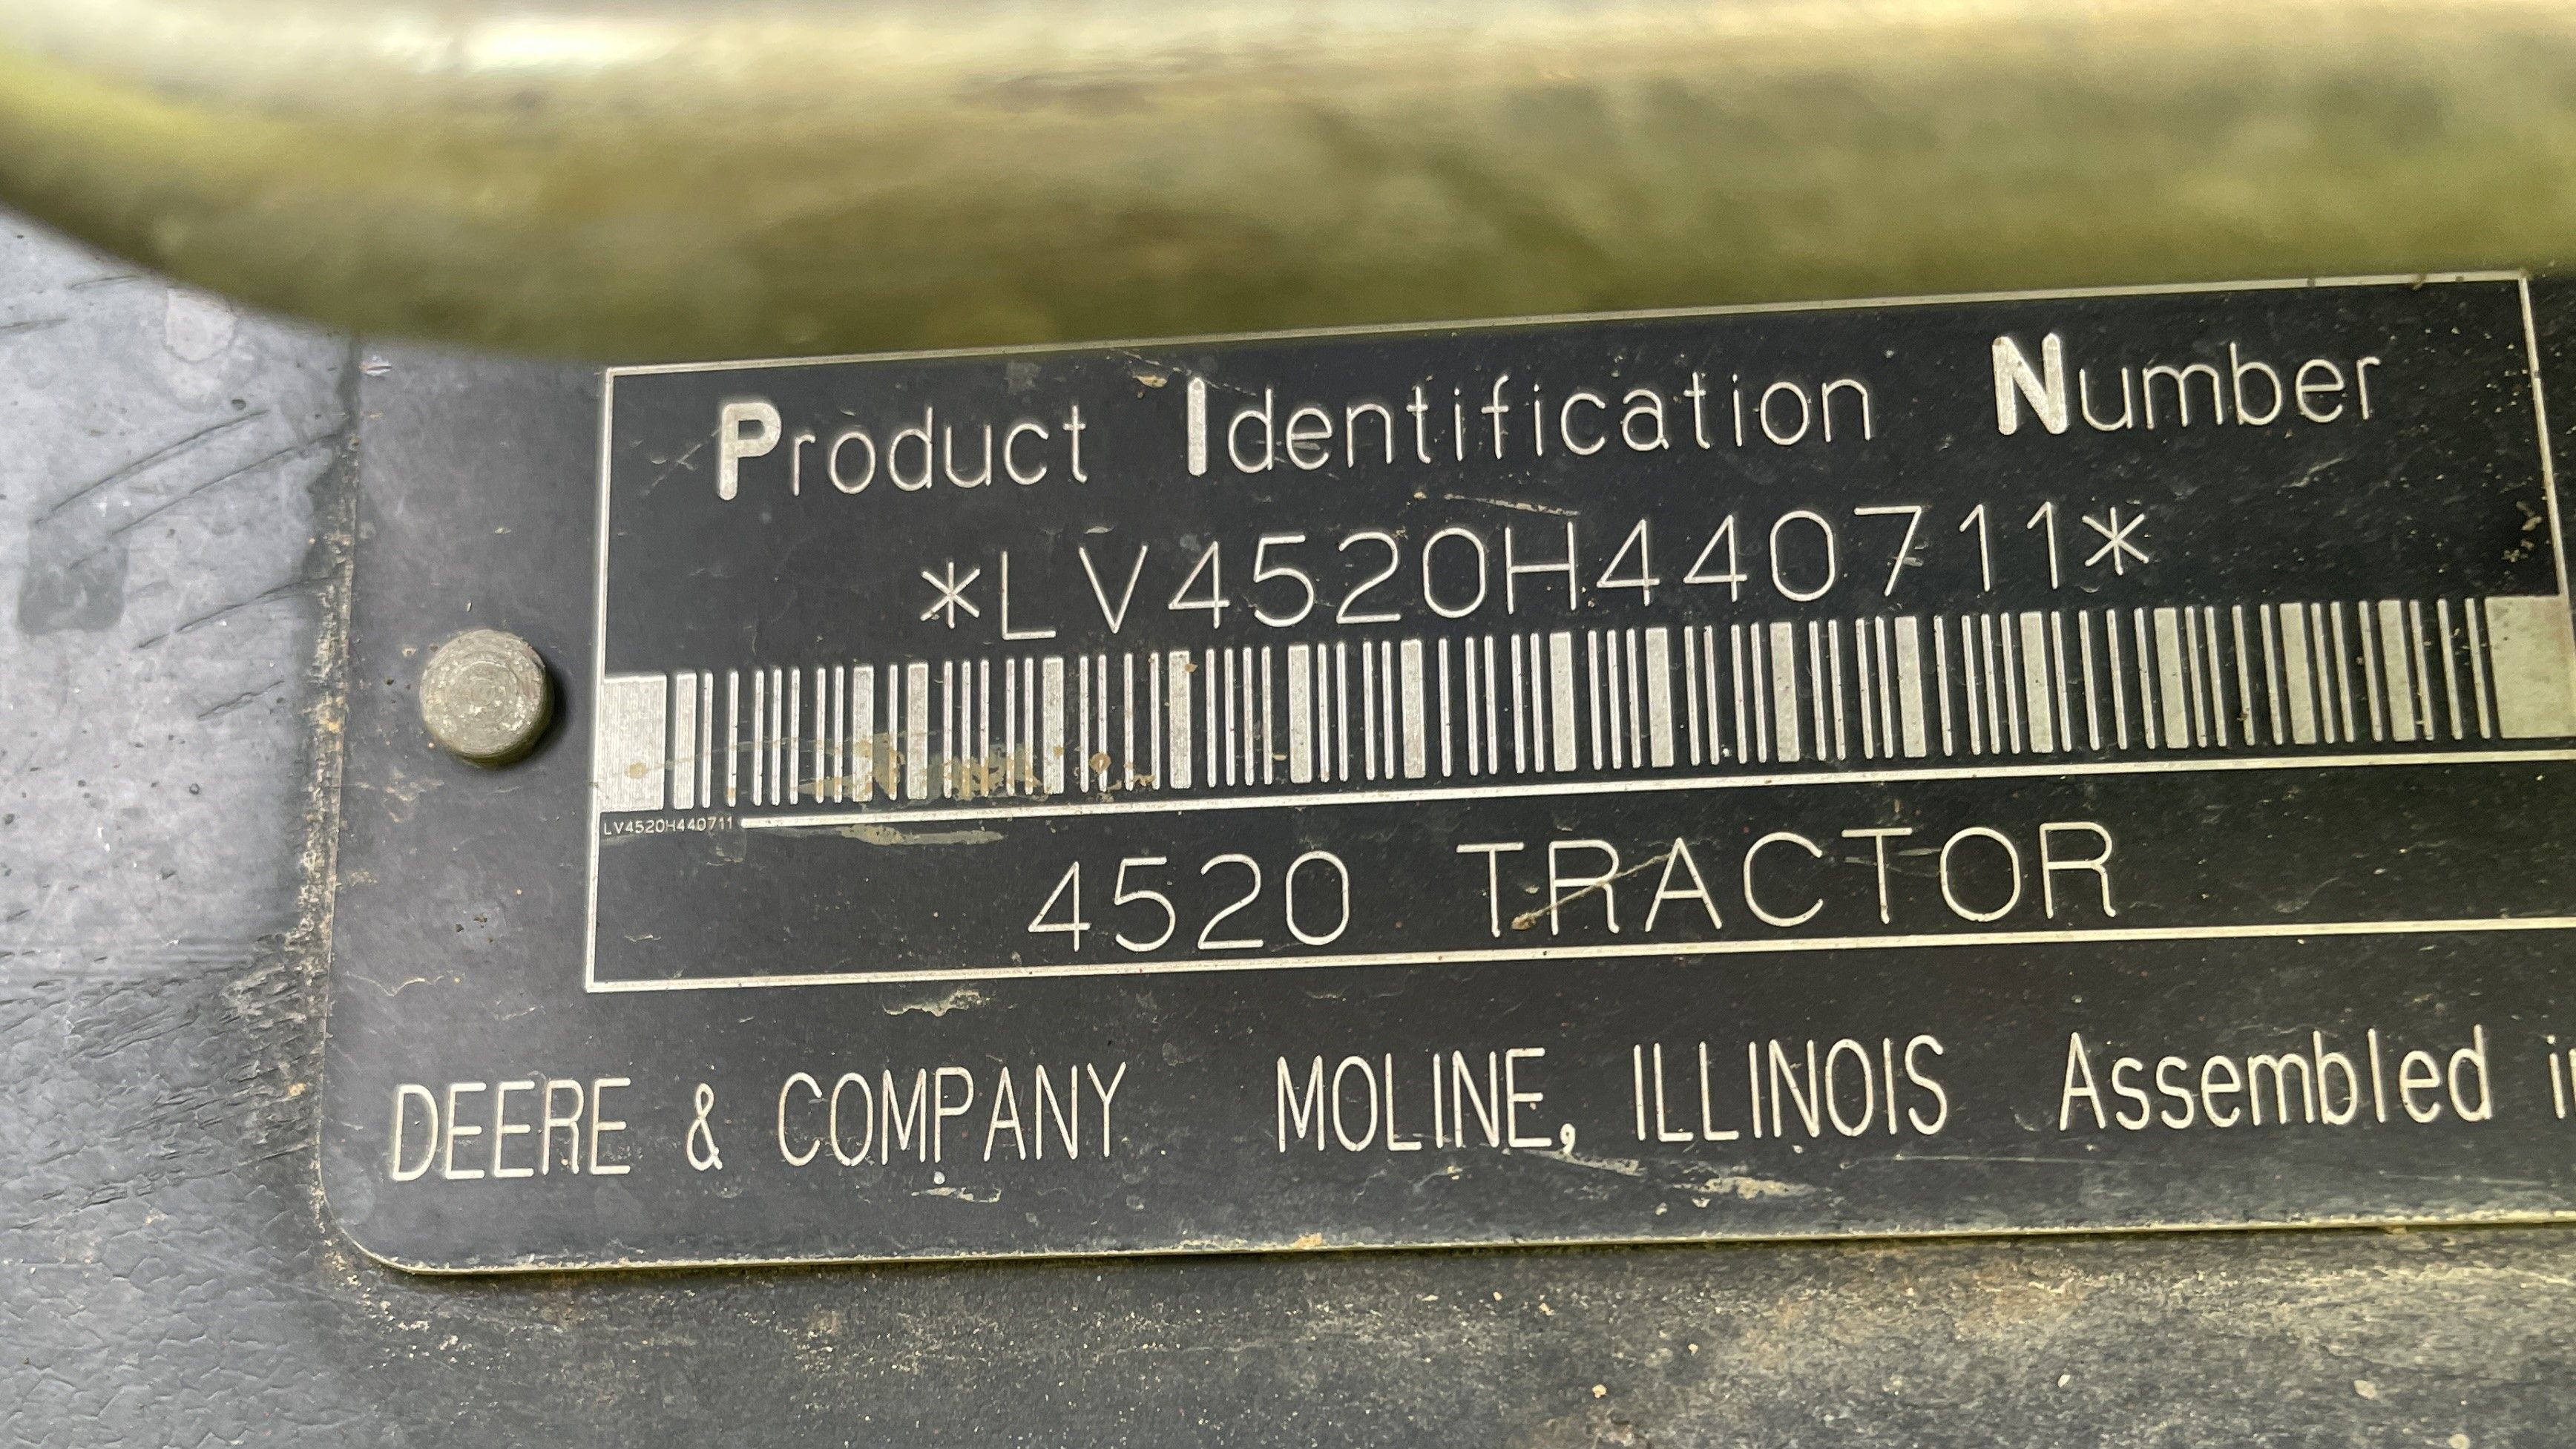 Product Identification Number
*LV4520H440711*
LV4520H440711
4520 TRACTOR
DEERE & COMPANY MOLINE, ILLINOIS Assembled